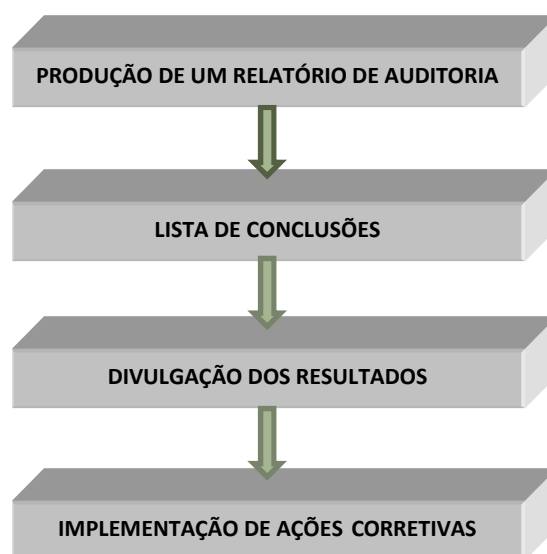 PRODUÇÃO DE UM RELATÓRIO DE AUDITORIA
LISTA DE CONCLUSÕES
DIVULGAÇÃO DOS RESULTADOS
IMPLEMENTAÇÃO DE AÇÕES CORRETIVAS